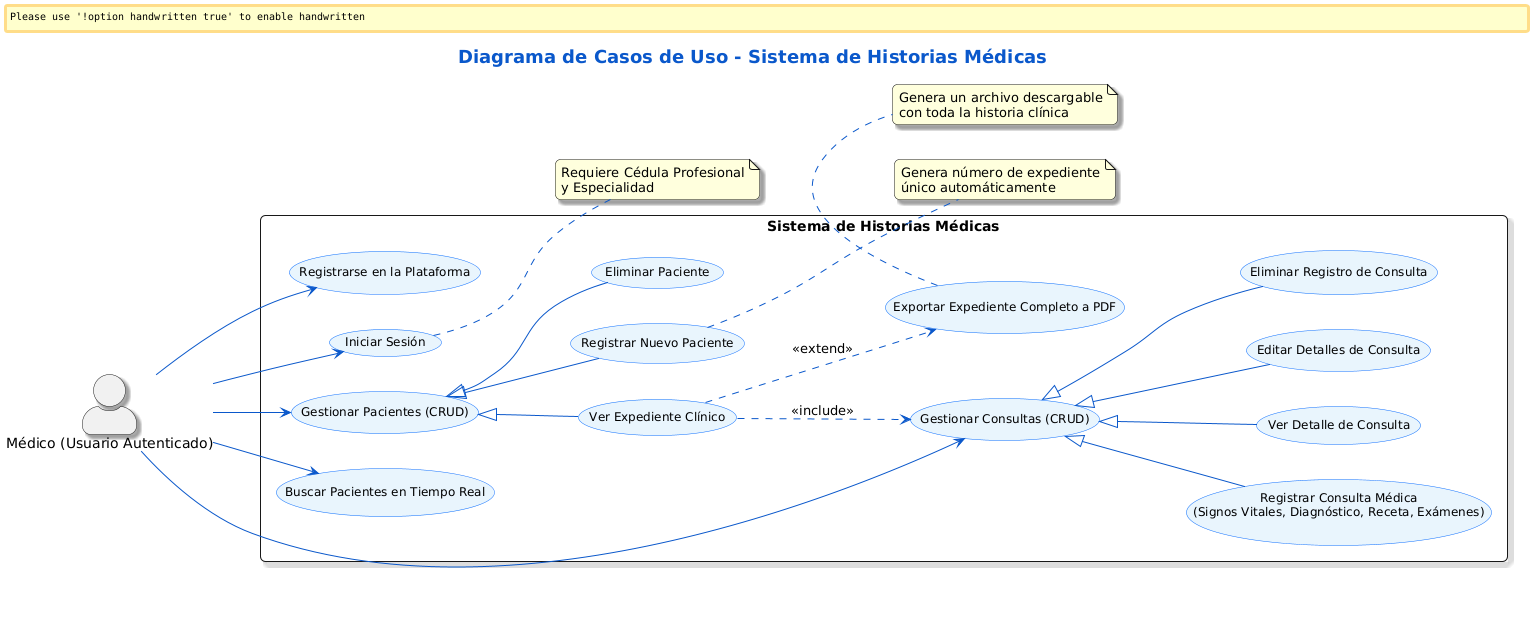 Please use '!option handwritten true' to enable handwritten
Diagrama de Casos de Uso - Sistema de Historias Médicas
Genera un archivo descargable
con toda la historia clínica
Requiere Cédula Profesional
y Especialidad
Genera número de expediente
único automáticamente
Sistema de Historias Médicas
Registrarse en la Plataforma
Eliminar Paciente
Eliminar Registro de Consulta
Exportar Expediente Completo a PDF
Iniciar Sesión
Registrar Nuevo Paciente
«extend»
Editar Detalles de Consulta
Gestionar Pacientes (CRUD)
Ver Expediente Clínico
«include»
Gestionar Consultas (CRUD)
Ver Detalle de Consulta
Médico (Usuario Autenticado)
Buscar Pacientes en Tiempo Real
Registrar Consulta Médica
(Signos Vitales, Diagnóstico, Receta, Exámenes)